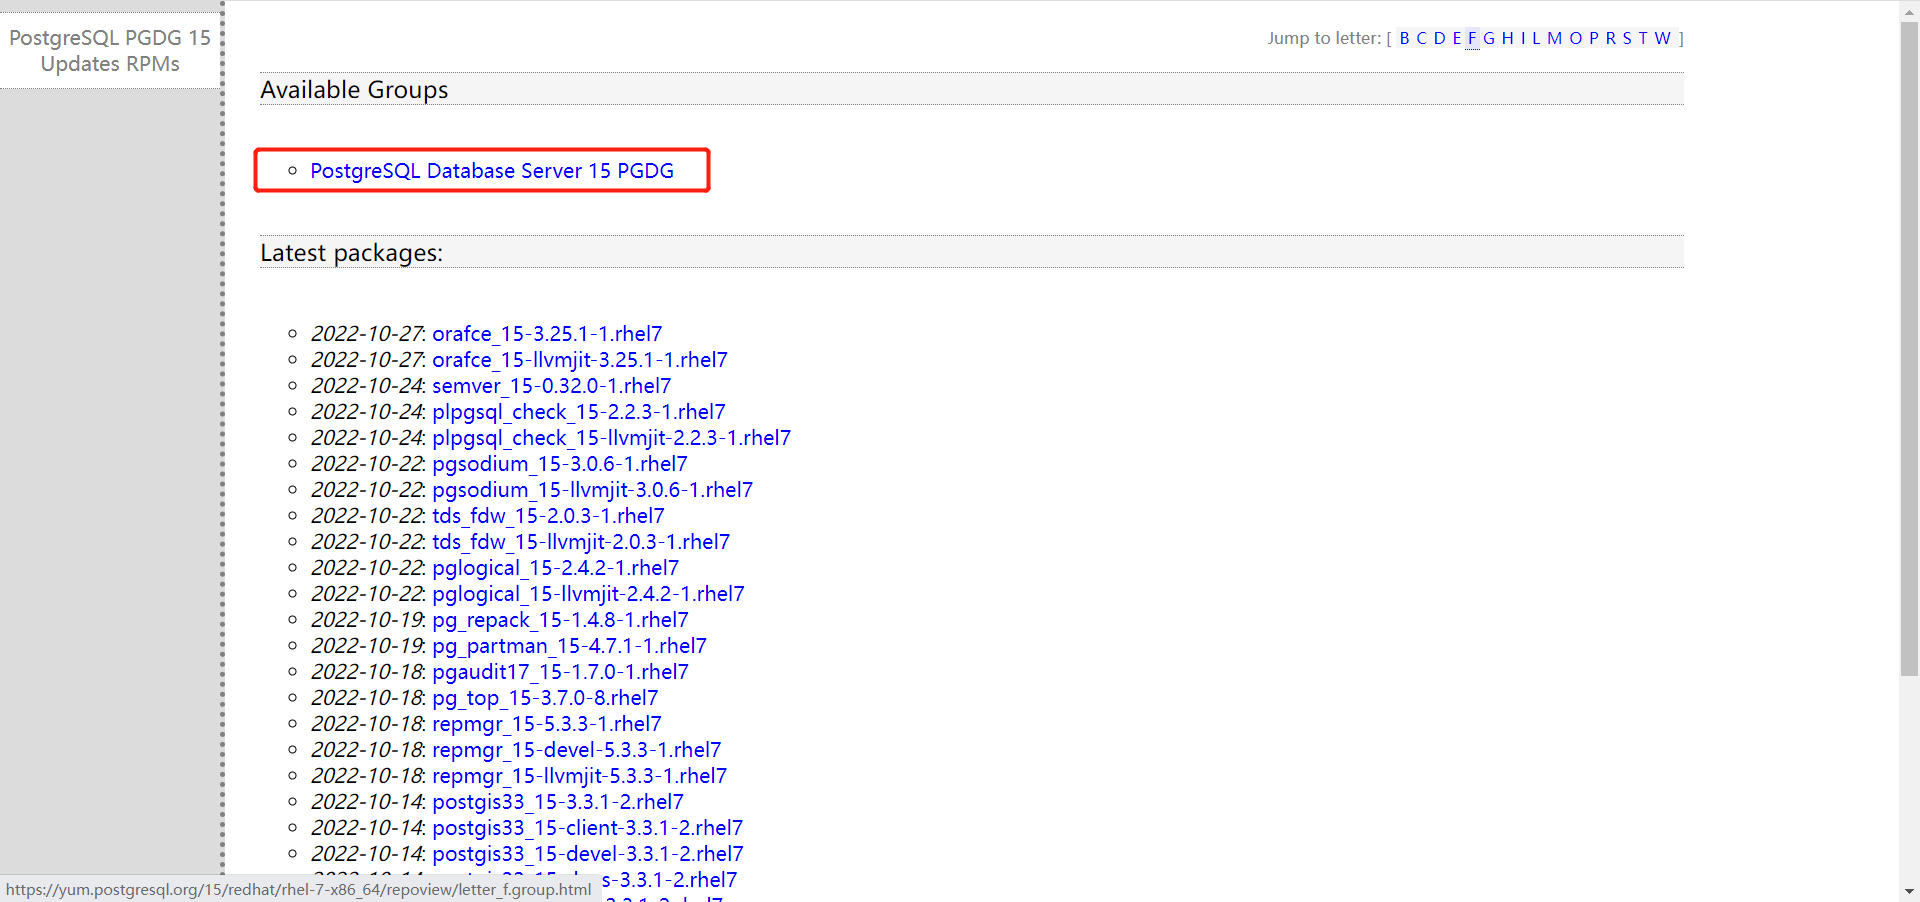 PostgreSQL PGDG 15
Updates RPMs
Jump to letter: [ B C D E F G H I L M O P R S T W ]
Available Groups
PostgreSQL Database Server 15 PGDG
Latest packages:
2022-10-27: orafce_15-3.25.1-1.rhel7
2022-10-27: orafce_15-llvmjit-3.25.1-1.rhel7
2022-10-24: semver_15-0.32.0-1.rhel7
2022-10-24: plpgsql_check_15-2.2.3-1.rhel7
2022-10-24: plpgsql_check_15-llvmjit-2.2.3-1.rhel7
2022-10-22: pgsodium_15-3.0.6-1.rhel7
2022-10-22: pgsodium_15-llvmjit-3.0.6-1.rhel7
2022-10-22: tds_fdw_15-2.0.3-1.rhel7
2022-10-22: tds_fdw_15-llvmjit-2.0.3-1.rhel7
2022-10-22: pglogical_15-2.4.2-1.rhel7
2022-10-22: pglogical_15-llvmjit-2.4.2-1.rhel7
2022-10-19: pg_repack_15-1.4.8-1.rhel7
2022-10-19: pg_partman_15-4.7.1-1.rhel7
2022-10-18: pgaudit17_15-1.7.0-1.rhel7
2022-10-18: pg_top_15-3.7.0-8.rhel7
2022-10-18: repmgr_15-5.3.3-1.rhel7
2022-10-18: repmgr_15-devel-5.3.3-1.rhel7
2022-10-18: repmgr_15-llvmjit-5.3.3-1.rhel7
2022-10-14: postgis33_15-3.3.1-2.rhel7
2022-10-14: postgis33_15-client-3.3.1-2.rhel7
2022-10-14: postgis33_15-devel-3.3.1-2.rhel7
s-3.3.1-2.rhel7
https://yum.postgresql.org/15/redhat/rhel-7-x86_64/repoview/letter_f.group.html